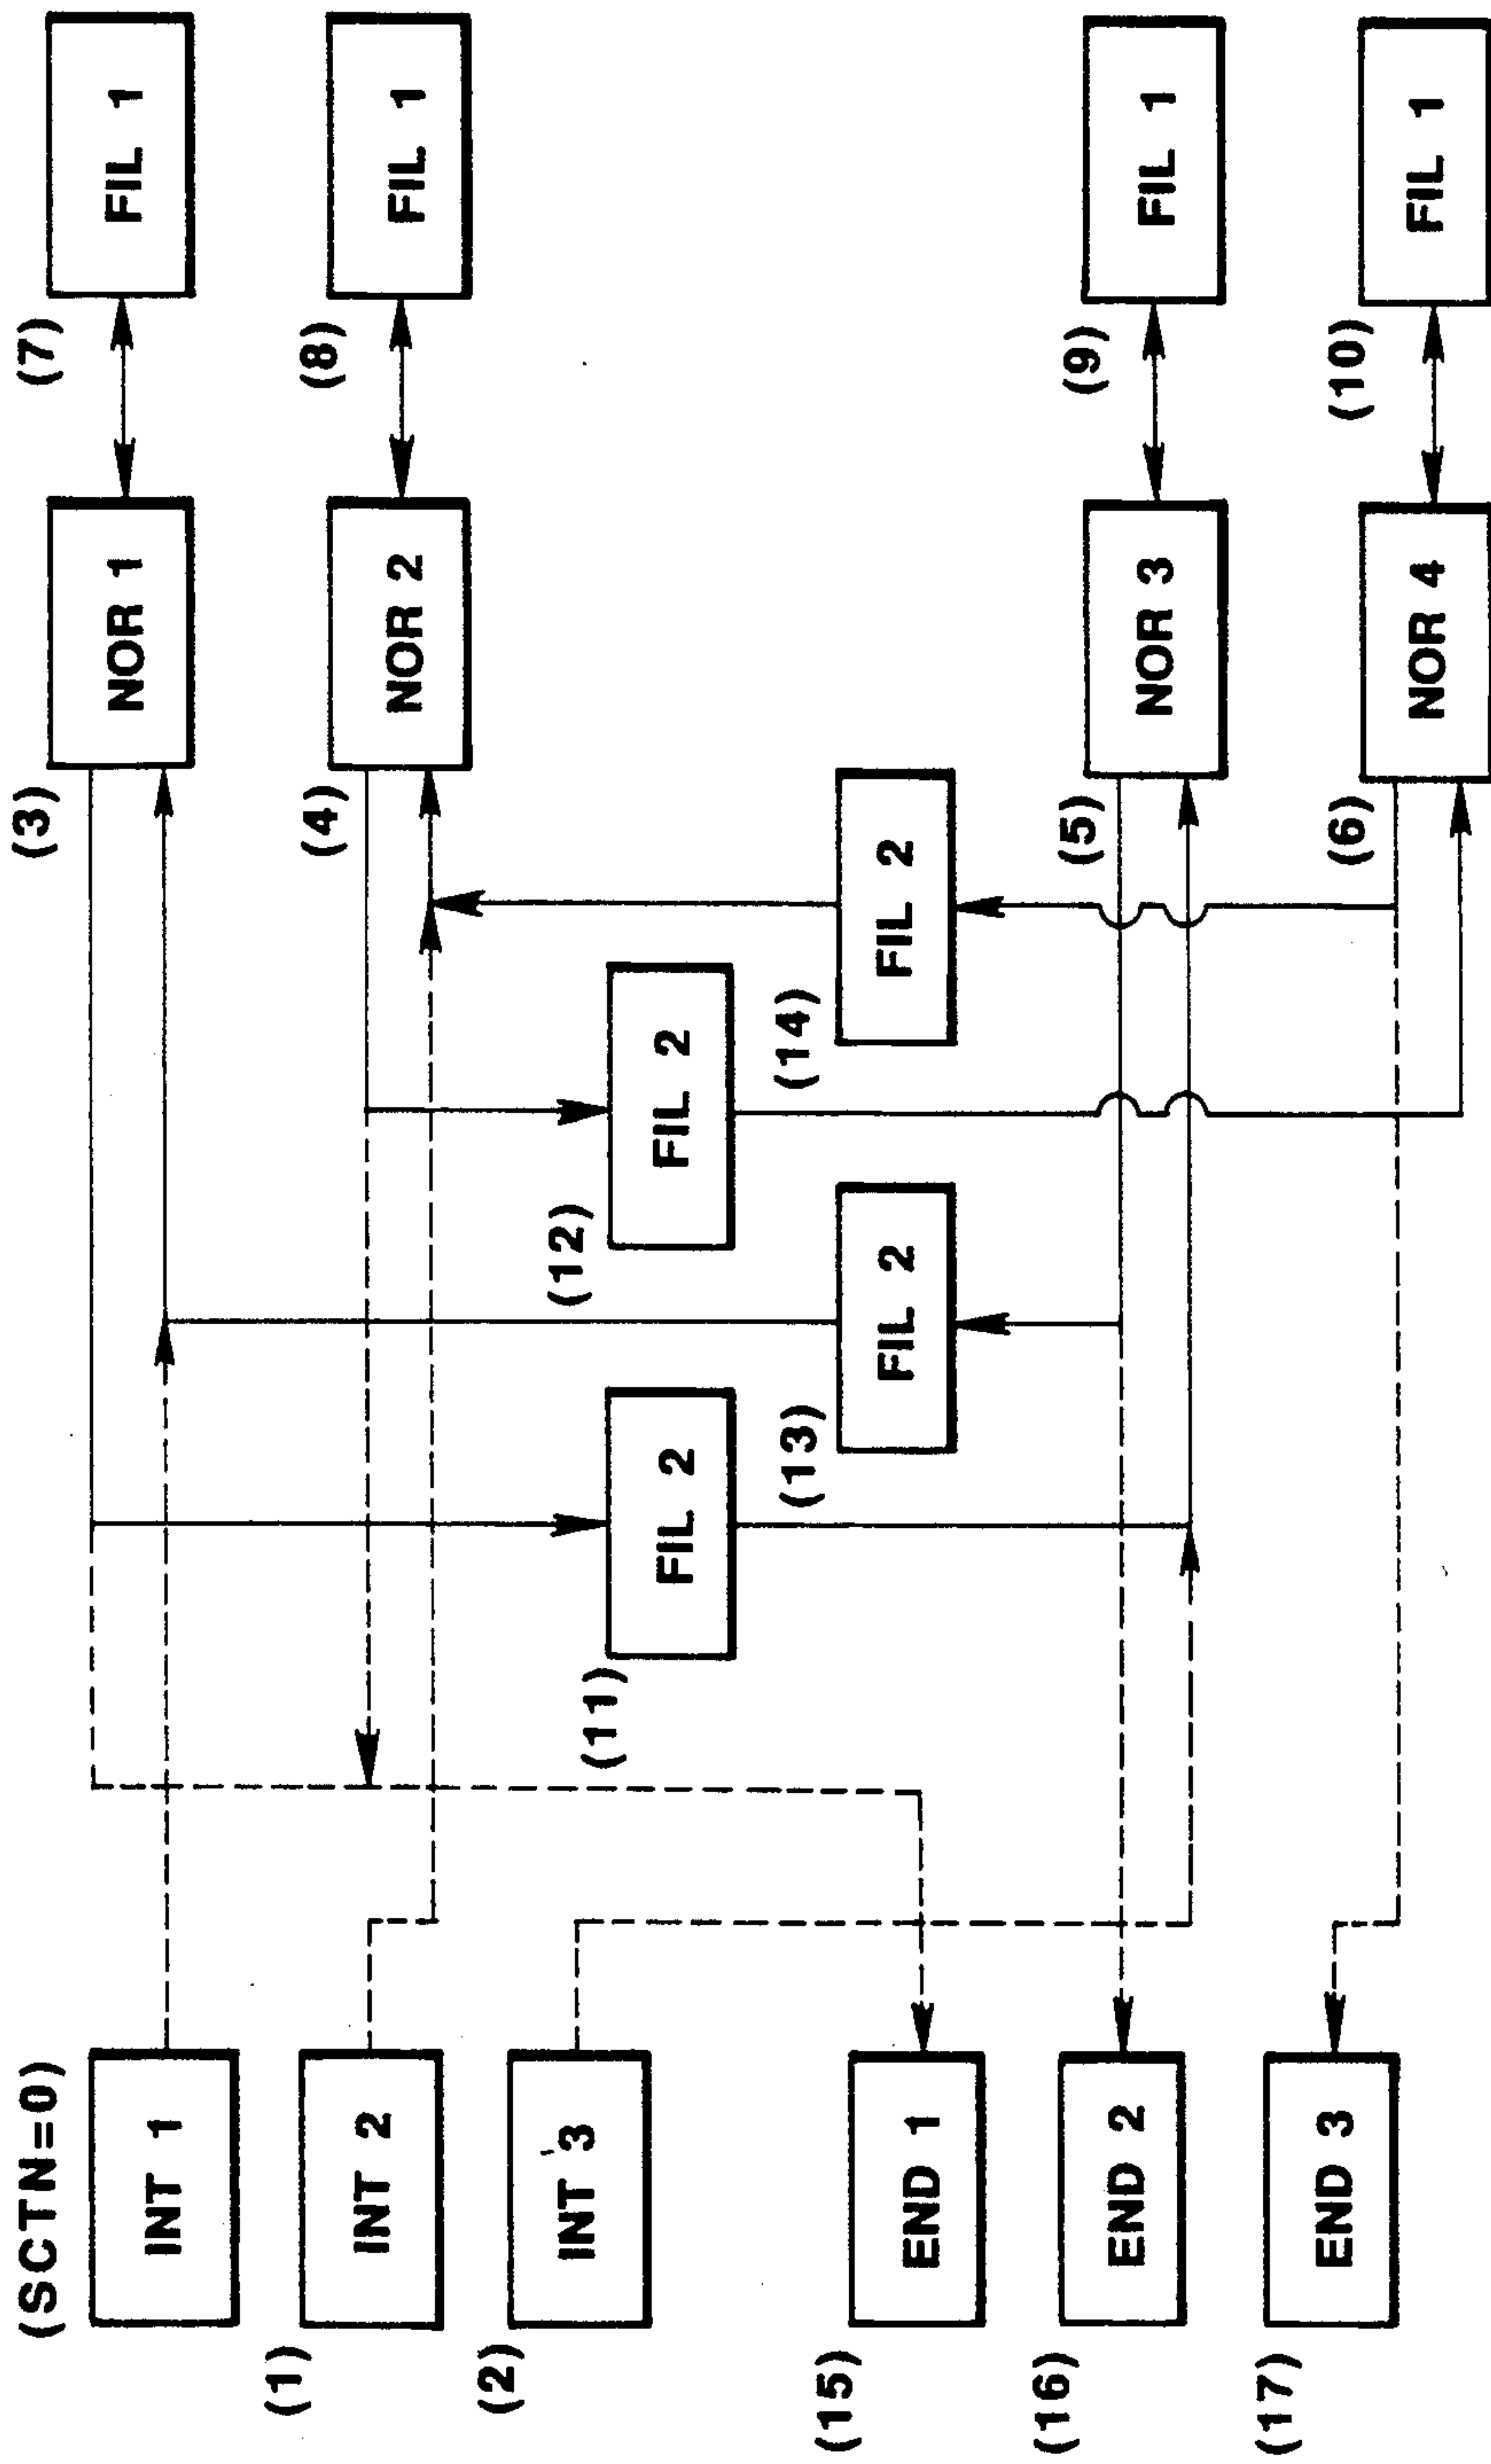 (SCTN=0)
INT 1
(1)
INT 2
(2)
INT 3
(15)
END 1
(16)
END 2
(17)
END 3
(3)
NOR 1
(4)
NOR 2
(5)
NOR 3
(6)
NOR 4
(7)
FIL 1
(8)
FIL 1
(9)
FIL 1
(10)
FIL 1
(11)
FIL 2
(12)
FIL 2
(13)
FIL 2
(14)
FIL 2